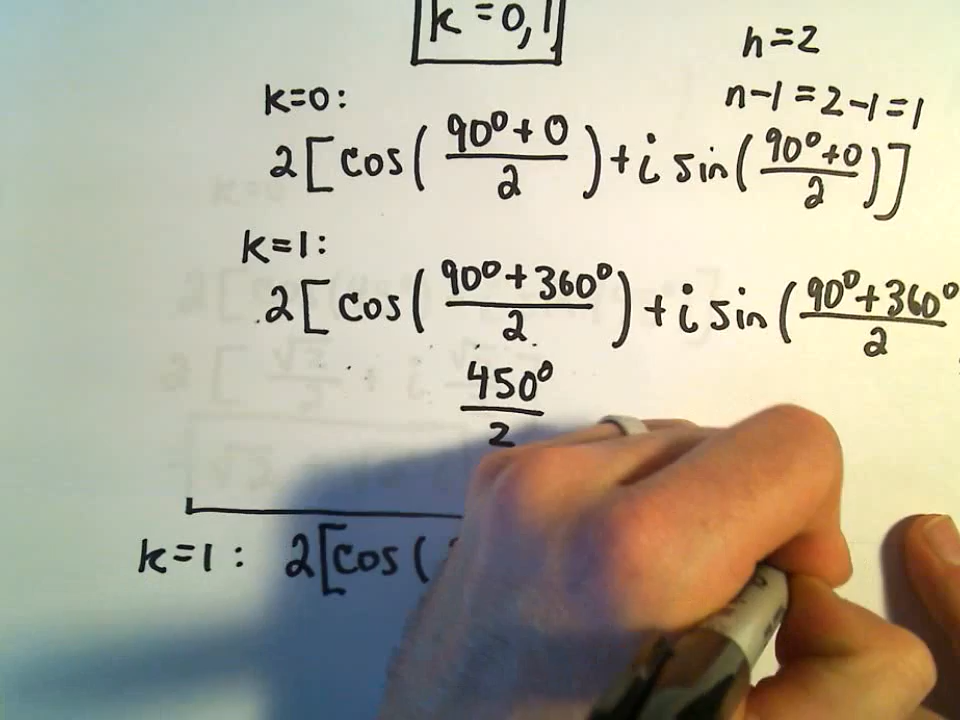 k=0,1
n=2
k=0:
n-1=2-1=1
2[cos(90°+0/2)+i sin(90°+0/2)]
k=1:
2[cos(90°+360°/2)+i sin(90°+360°/2
450°/2
k=1: 2[cos(